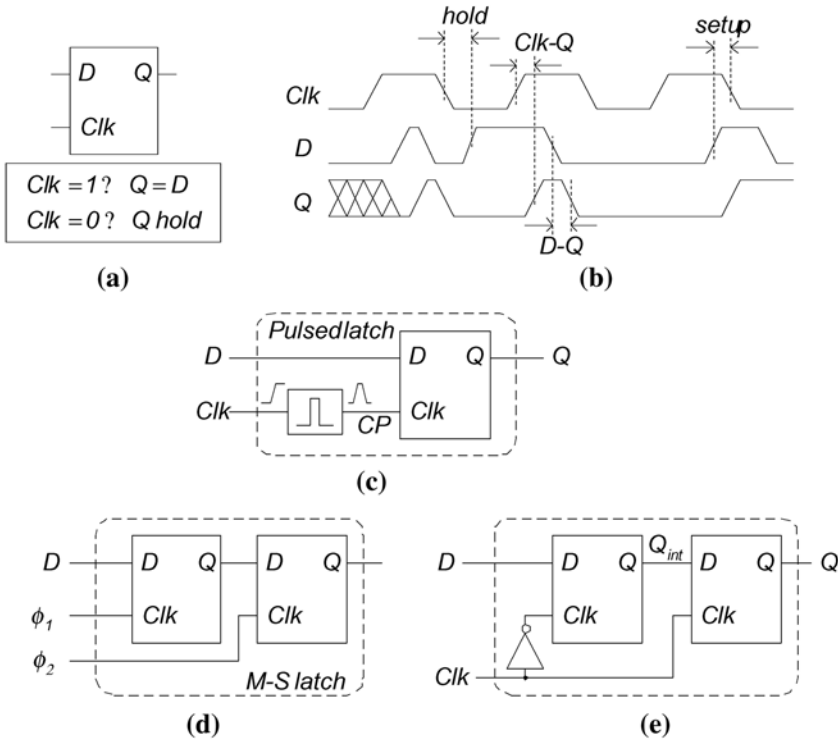 D Q
Clk
Clk = 1 ? Q = D
Clk = 0 ? Q hold
(a)
hold
Clk-Q
setup
Clk
D
Q
D-Q
(b)
Pulsed latch
D
D Q
Q
Clk
Clk
CP
(c)
D
D Q
D Q
ϕ1
Clk
Clk
ϕ2
M-S latch
(d)
D
D Q
Qint
D Q
Q
Clk
Clk
Clk
(e)